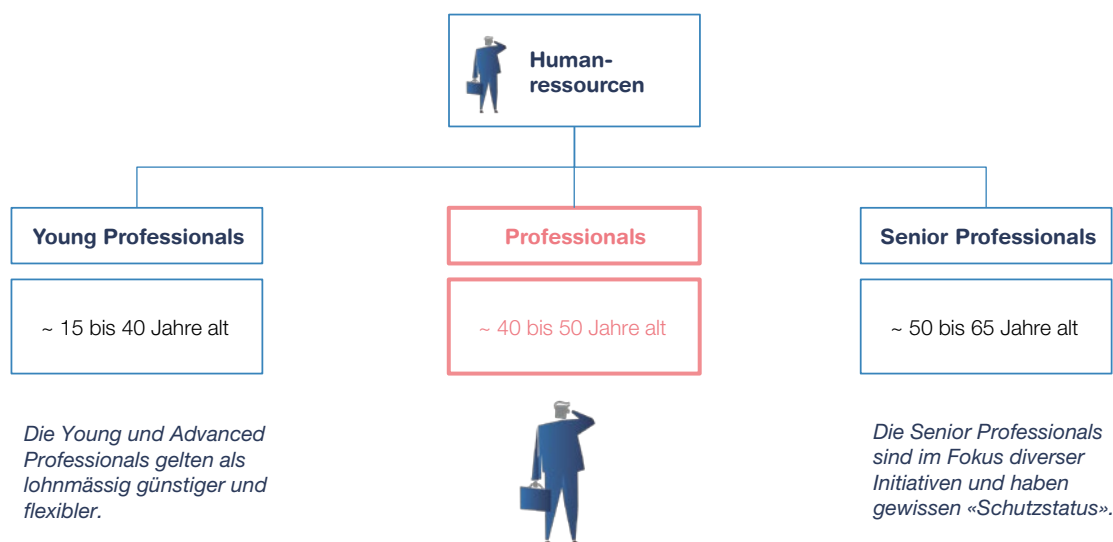 Human-
ressourcen
Young Professionals
Professionals
Senior Professionals
~ 15 bis 40 Jahre alt
~ 40 bis 50 Jahre alt
~ 50 bis 65 Jahre alt
Die Young und Advanced
Professionals gelten als
lohnmässig günstiger und
flexibler.
Die Senior Professionals
sind im Fokus diverser
Initiativen und haben
gewissen «Schutzstatus».